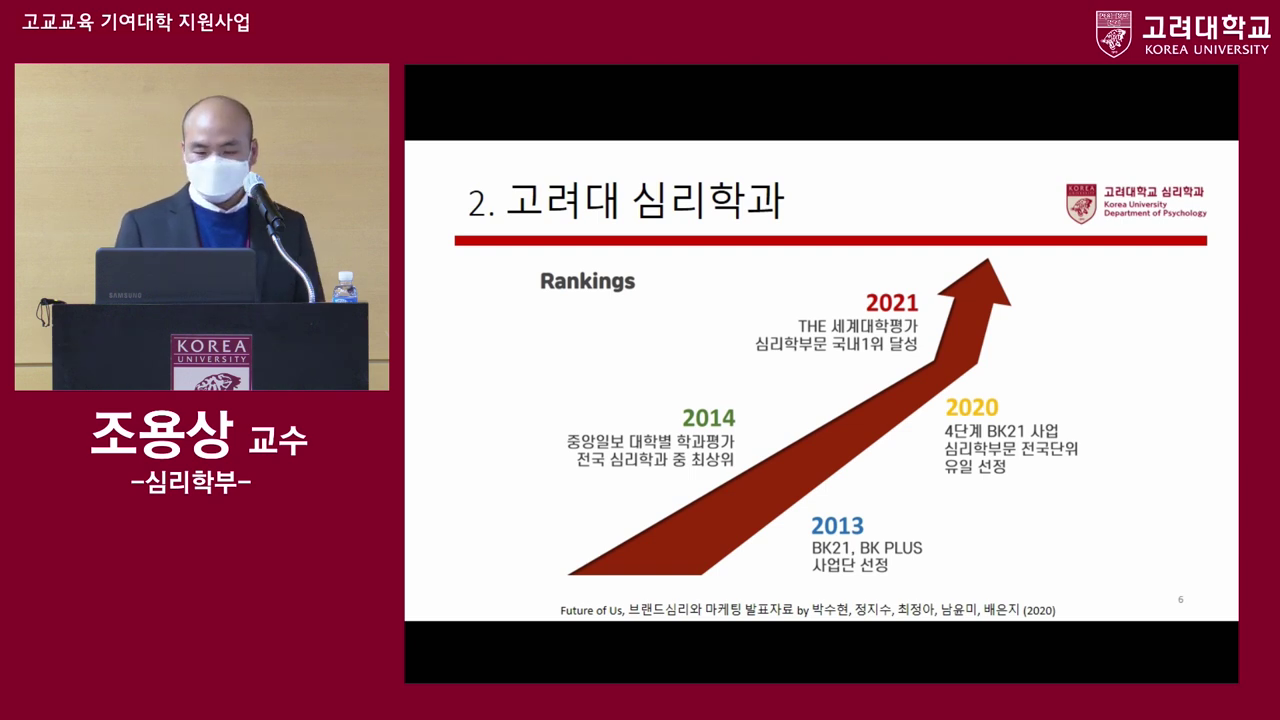 고교교육 기여대학 지원사업
고려대학교
KOREA UNIVERSITY
SAMSUNG
KOREA
UNIVERSITY
조용상 교수
-심리학부-
2. 고려대 심리학과
KOREA
고려대학교 심리학과
Korea University
Department of Psychology
Rankings
2021
THE 세계대학평가
심리학부문 국내1위 달성
2014
중앙일보 대학별 학과평가
전국 심리학과 중 최상위
2020
4단계 BK21 사업
심리학부문 전국단위
유일 선정
2013
BK21, BK PLUS
사업단 선정
Future of Us, 브랜드심리와 마케팅 발표자료 by 박수현, 정지수, 최정아, 남윤미, 배은지 (2020)
6